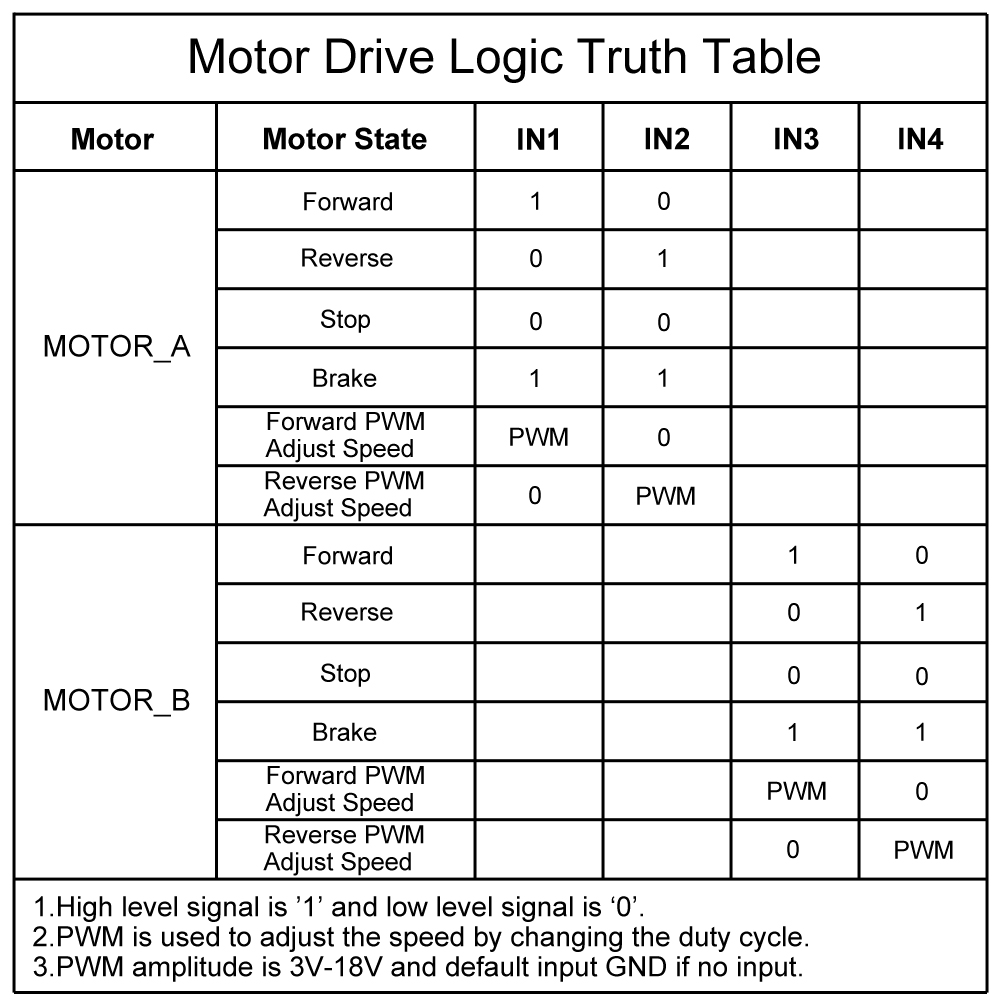 Motor Drive Logic Truth Table
Motor Motor State IN1 IN2 IN3 IN4
MOTOR_A
Forward 1 0
Reverse 0 1
Stop 0 0
Brake 1 1
Forward PWM
Adjust Speed PWM 0
Reverse PWM
Adjust Speed 0 PWM
MOTOR_B
Forward 1 0
Reverse 0 1
Stop 0 0
Brake 1 1
Forward PWM
Adjust Speed PWM 0
Reverse PWM
Adjust Speed 0 PWM
1.High level signal is ’1’ and low level signal is ‘0’.
2.PWM is used to adjust the speed by changing the duty cycle.
3.PWM amplitude is 3V-18V and default input GND if no input.